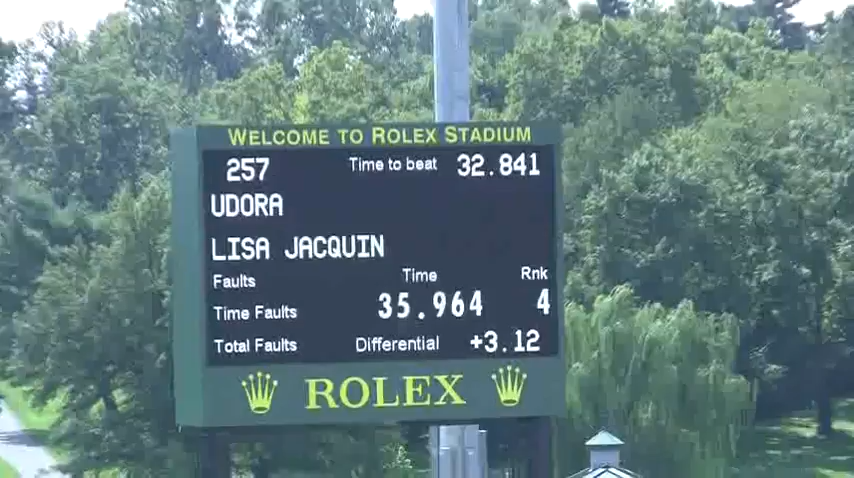 WELCOME TO ROLEX STADIUM
257 Time to beat 32.841
UDORA
LISA JACQUIN
Faults Time Rnk
Time Faults 35.964 4
Total Faults Differential +3.12
ROLEX